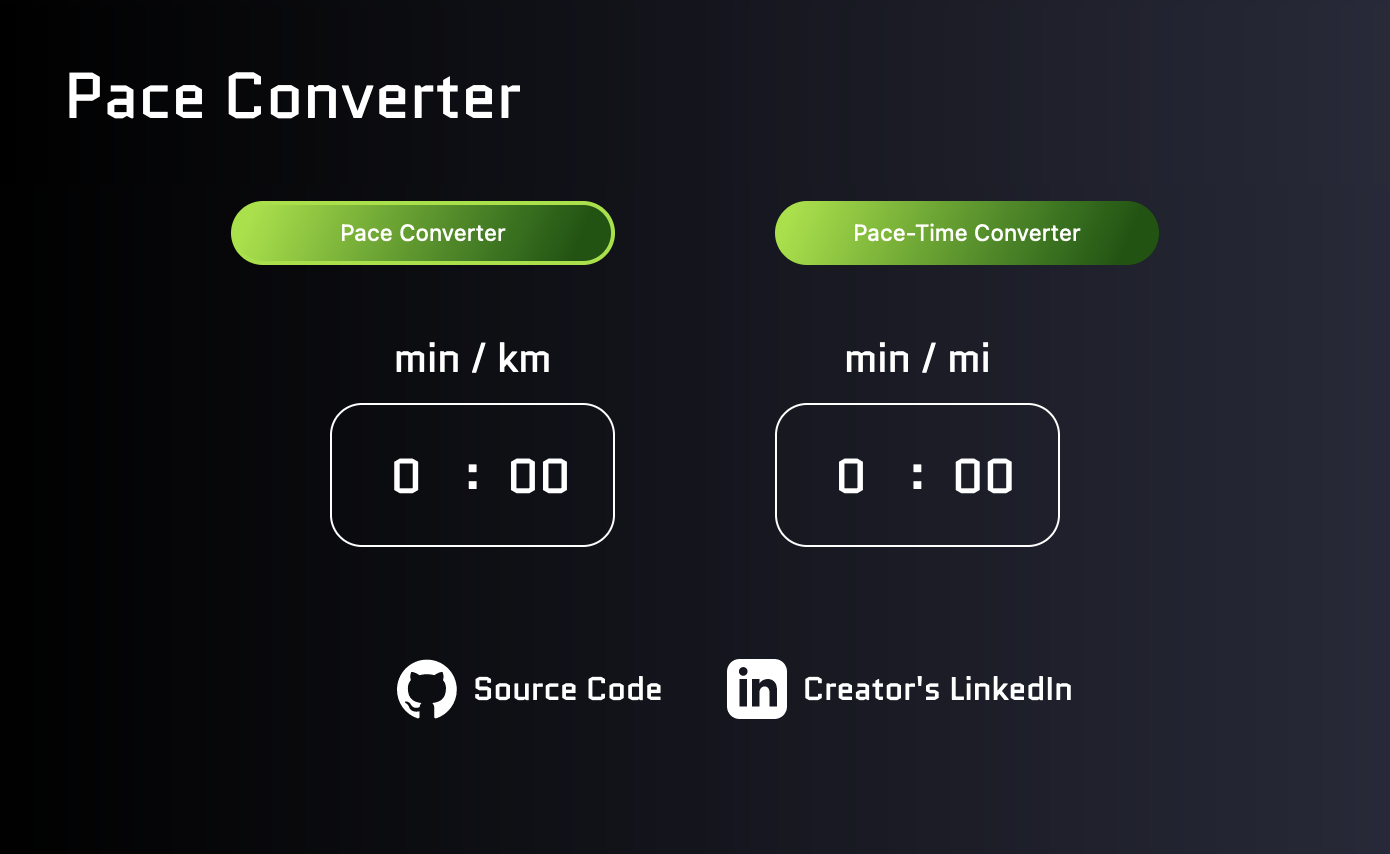 Pace Converter
Pace Converter
Pace-Time Converter
min / km
min / mi
0 : 00
0 : 00
Source Code
in Creator's LinkedIn